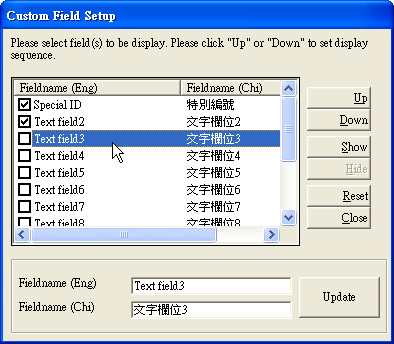 Custom Field Setup
Please select field(s) to be display. Please click "Up" or "Down" to set display
sequence.
Fieldname (Eng) Fieldname (Chi)
Special ID 特別編號
Text field2 文字欄位2
Text field3 文字欄位3
Text field4 文字欄位4
Text field5 文字欄位5
Text field6 文字欄位6
Text field7 文字欄位7
Text field8 文字欄位8
Up
Down
Show
Hide
Reset
Close
Fieldname (Eng) Text field3
Fieldname (Chi) 文字欄位3
Update